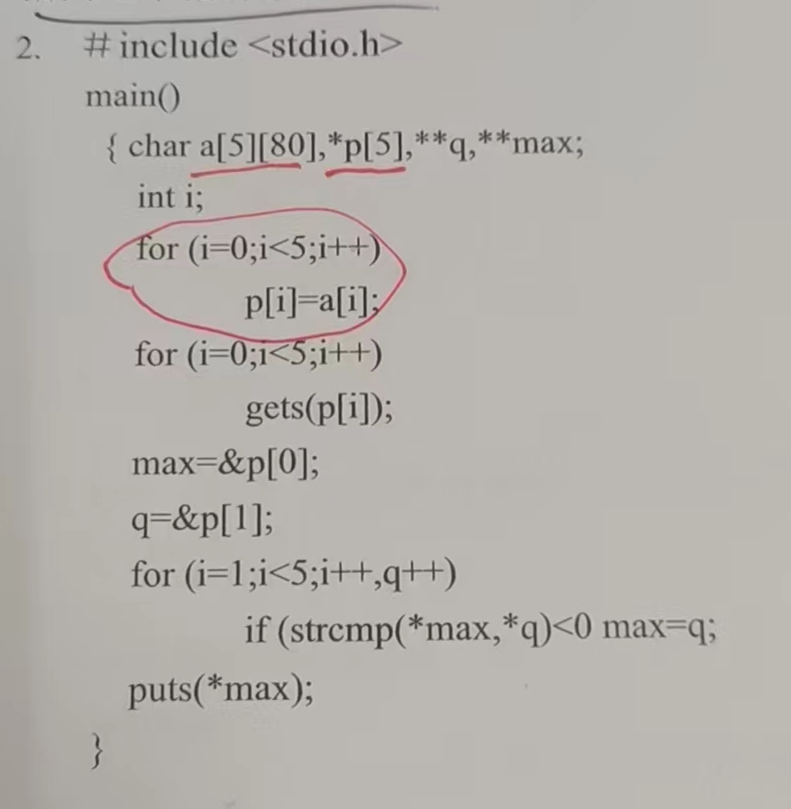 2. # include <stdio.h>
main()
{ char a[5][80],*p[5],**q,**max;
int i;
for (i=0;i<5;i++)
p[i]=a[i];
for (i=0;i<5;i++)
gets(p[i]);
max=&p[0];
q=&p[1];
for (i=1;i<5;i++,q++)
if (strcmp(*max,*q)<0 max=q;
puts(*max);
}